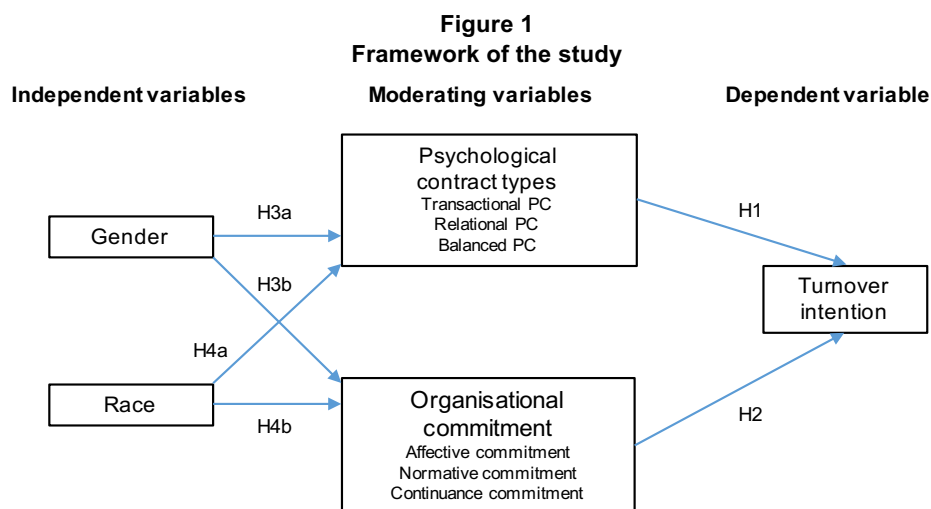 Figure 1
Framework of the study
Independent variables
Moderating variables
Dependent variable
Psychological
contract types
Transactional PC
Relational PC
Balanced PC
H3a
H1
Gender
H3b
Turnover
intention
H4a
Race
H4b
Organisational
commitment
Affective commitment
Normative commitment
Continuance commitment
H2